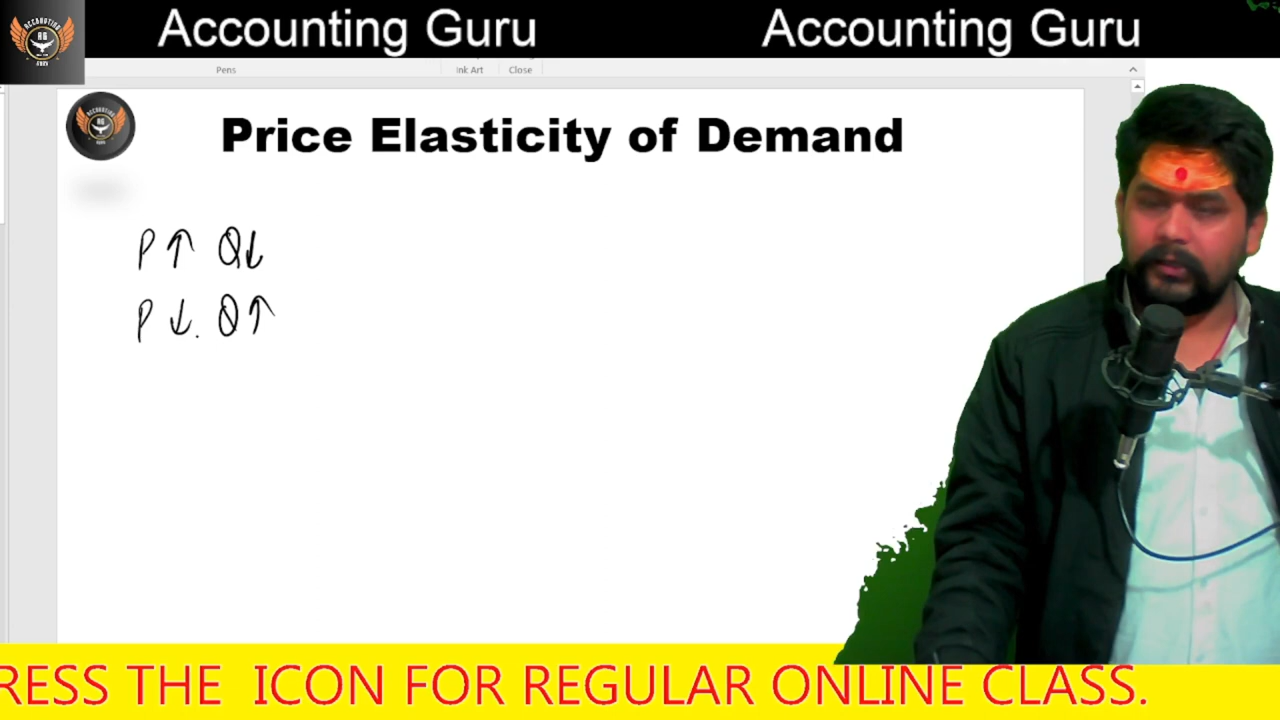 Accounting Guru Accounting Guru
Pens Ink Art Close
Price Elasticity of Demand
P ↑ Q↓
P ↓. Q↑
RESS THE ICON FOR REGULAR ONLINE CLASS.